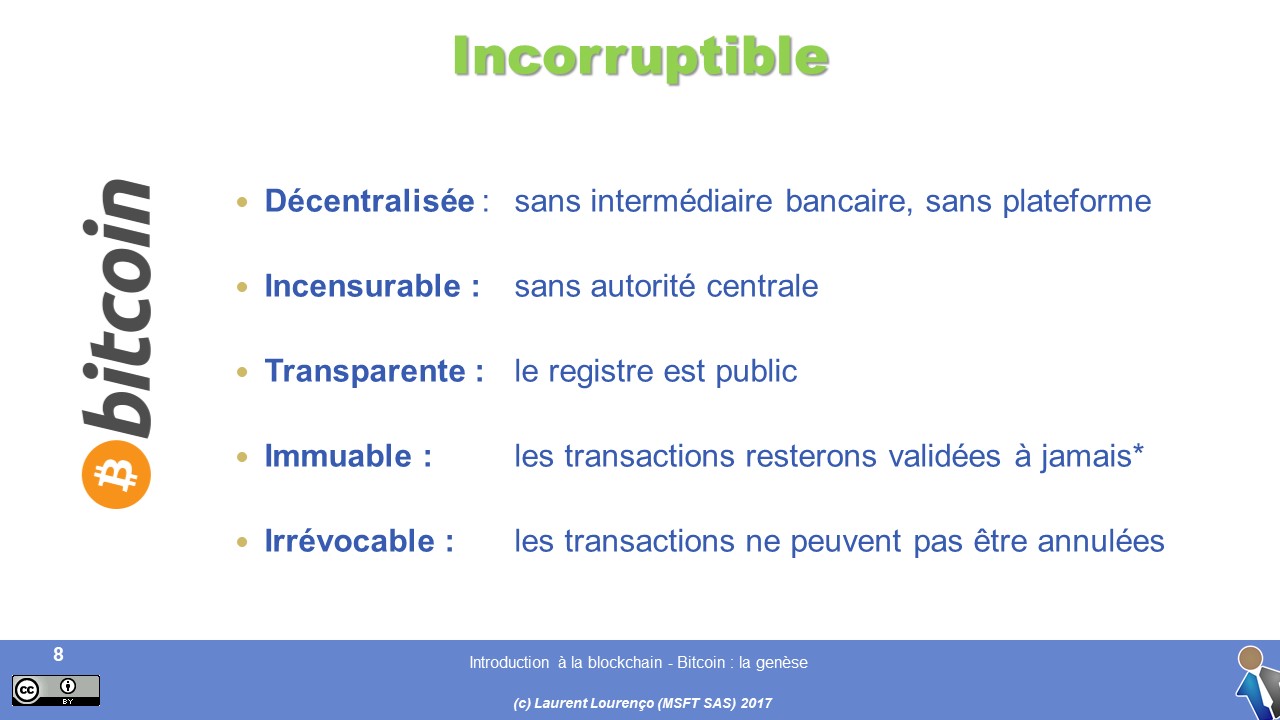 Incorruptible
bitcoin
• Décentralisée : sans intermédiaire bancaire, sans plateforme
• Incensurable : sans autorité centrale
• Transparente : le registre est public
• Immuable : les transactions resterons validées à jamais*
• Irrévocable : les transactions ne peuvent pas être annulées
8
Introduction à la blockchain - Bitcoin : la genèse
cc BY
(c) Laurent Lourenço (MSFT SAS) 2017